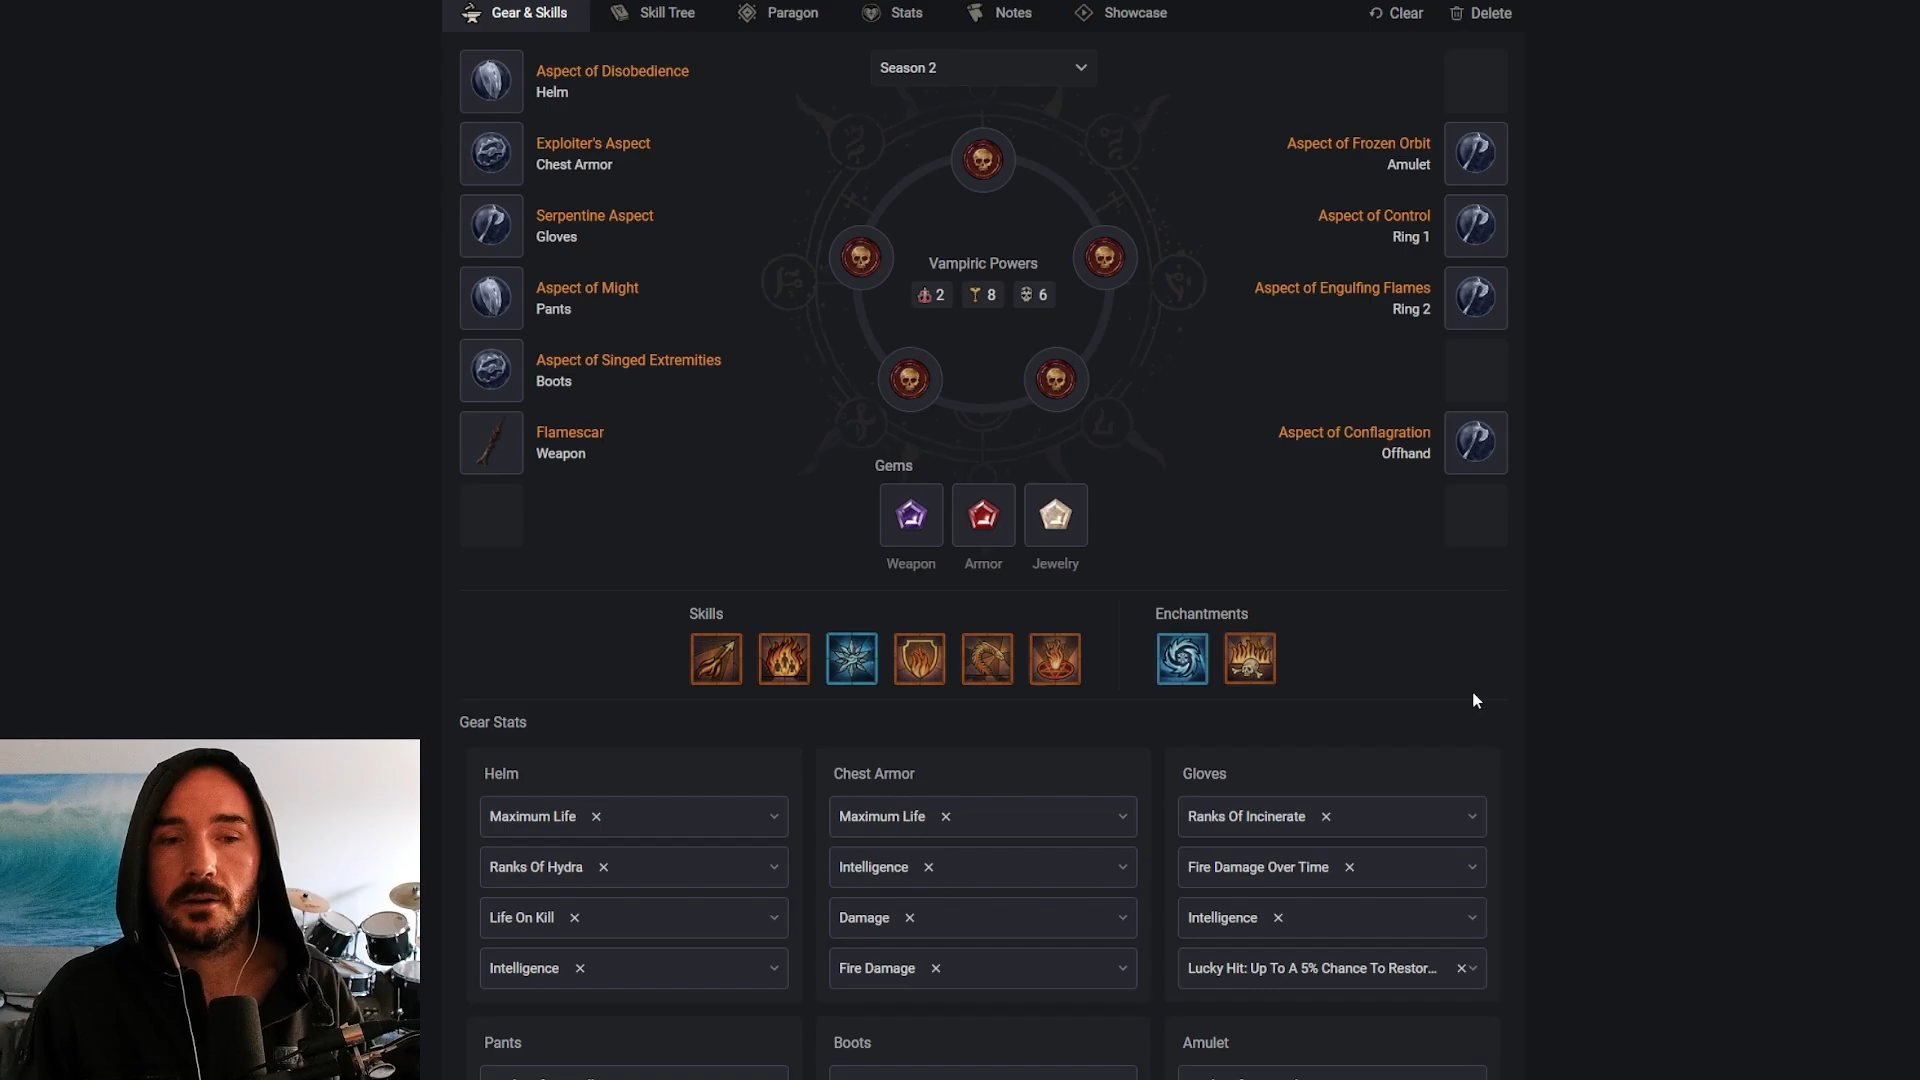 Gear & Skills
Skill Tree
Paragon
Stats
Notes
Showcase
Clear
Delete
Aspect of Disobedience
Helm
Season 2
Exploiter's Aspect
Chest Armor
Aspect of Frozen Orbit
Amulet
Serpentine Aspect
Gloves
Aspect of Control
Ring 1
Vampiric Powers
2
8
6
Aspect of Might
Pants
Aspect of Engulfing Flames
Ring 2
Aspect of Singed Extremities
Boots
Flamescar
Weapon
Aspect of Conflagration
Offhand
Gems
Weapon
Armor
Jewelry
Skills
Enchantments
Gear Stats
Helm
Maximum Life
Ranks Of Hydra
Life On Kill
Intelligence
Chest Armor
Maximum Life
Intelligence
Damage
Fire Damage
Gloves
Ranks Of Incinerate
Fire Damage Over Time
Intelligence
Lucky Hit: Up To A 5% Chance To Restor...
Pants
Boots
Amulet